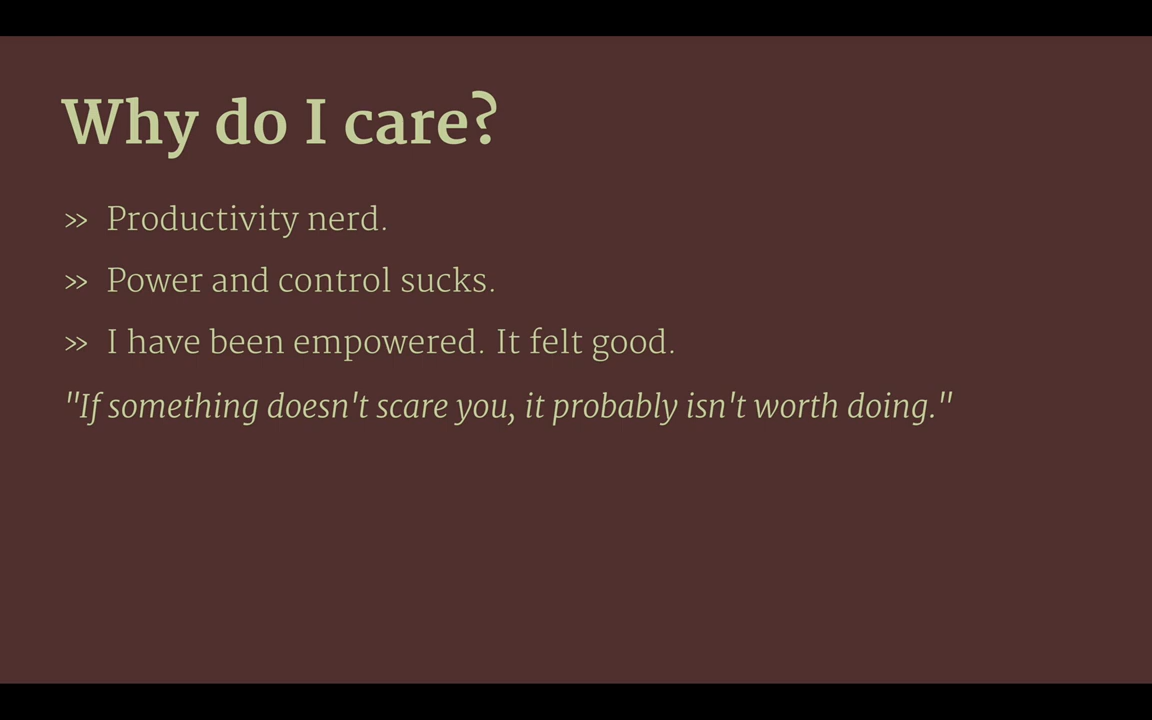 Why do I care?
» Productivity nerd.
» Power and control sucks.
» I have been empowered. It felt good.
"If something doesn't scare you, it probably isn't worth doing."